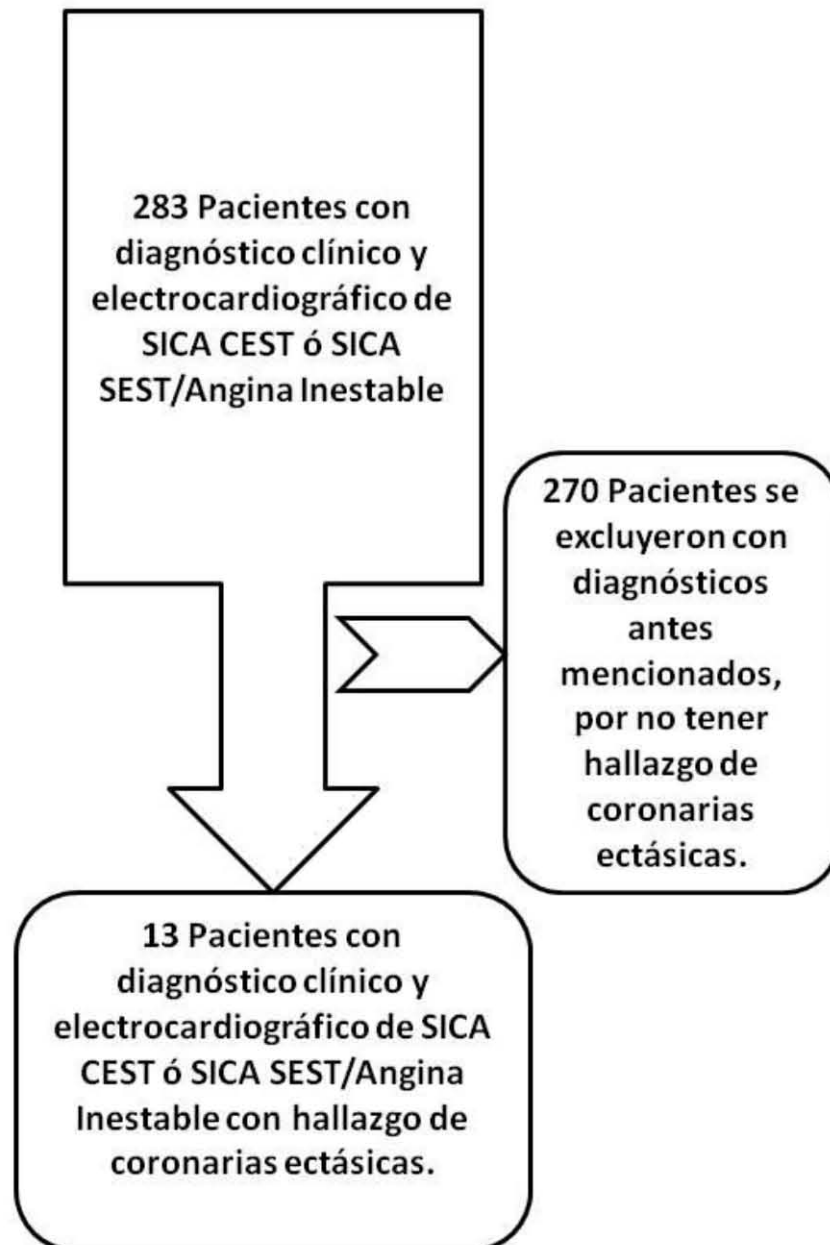 283 Pacientes con
diagnóstico clínico y
electrocardiográfico de
SICA CEST ó SICA
SEST/Angina Inestable
270 Pacientes se
excluyeron con
diagnósticos
antes
mencionados,
por no tener
hallazgo de
coronarias
ectásicas.
13 Pacientes con
diagnóstico clínico y
electrocardiográfico de SICA
CEST ó SICA SEST/Angina
Inestable con hallazgo de
coronarias ectásicas.